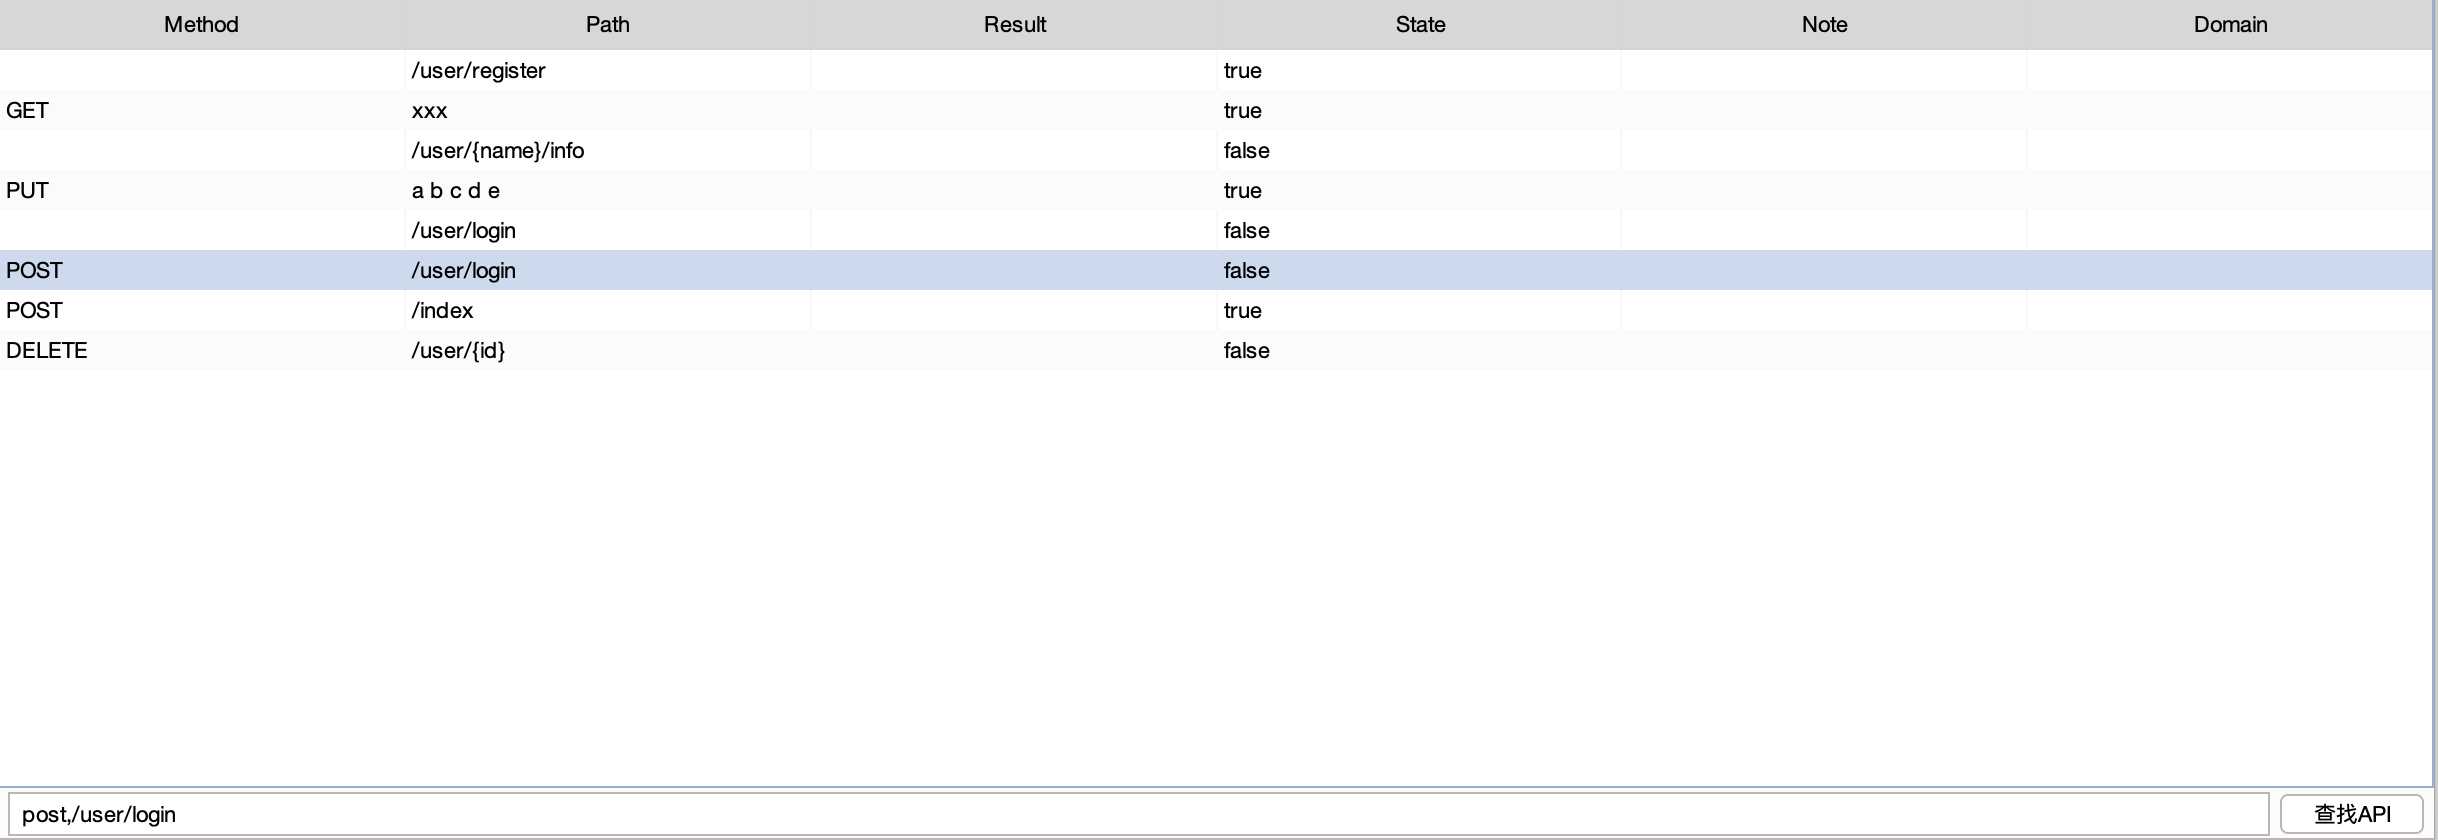 Method Path Result State Note Domain
/user/register true
GET xxx true
/user/{name}/info false
PUT a b c d e true
/user/login false
POST /user/login false
POST /index true
DELETE /user/{id} false
post,/user/login 查找API